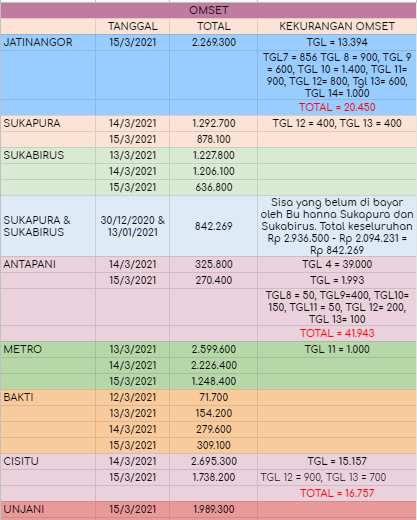 OMSET
TANGGAL TOTAL KEKURANGAN OMSET
JATINANGOR 15/3/2021 2.269.300 TGL = 13.394
TGL7 = 856 TGL 8 = 900, TGL 9
= 600, TGL 10 = 1.400, TGL 11=
900, TGL 12= 800, Tgl 13= 600,
TGL 14= 1.000
TOTAL = 20.450
SUKAPURA 14/3/2021 1.292.700 TGL 12 = 400, TGL 13 = 400
15/3/2021 878.100
SUKABIRUS 13/3/2021 1.227.800
14/3/2021 1.206.100
15/3/2021 636.800
SUKAPURA &
SUKABIRUS
30/12/2020 &
13/01/2021
842.269
Sisa yang belum di bayar
oleh Bu hanna Sukapura dan
Sukabirus. Total keseluruhan
Rp 2.936.500 - Rp 2.094.231 =
Rp 842.269
ANTAPANI 14/3/2021 325.800 TGL 4 = 39.000
15/3/2021 270.400 TGL = 1.993
TGL8 = 50, TGL9=400, TGL10=
150, TGL11 = 50, TGL 12= 200,
TGL 13= 100
TOTAL = 41.943
METRO 13/3/2021 2.599.600 TGL 11 = 1.000
14/3/2021 2.226.400
15/3/2021 1.248.400
BAKTI 12/3/2021 71.700
13/3/2021 154.200
14/3/2021 279.600
15/3/2021 309.100
CISITU 14/3/2021 2.695.300 TGL = 15.157
15/3/2021 1.738.200 TGL 12 = 900, TGL 13 = 700
TOTAL = 16.757
UNJANI 15/3/2021 1.989.300